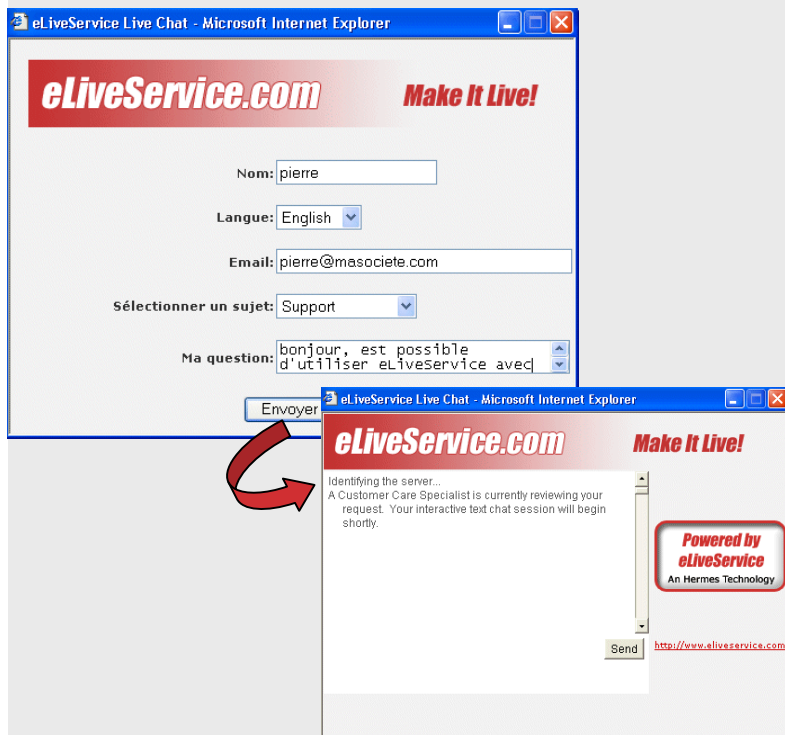 eLiveService Live Chat - Microsoft Internet Explorer
eLiveService.com
Make It Live!
Nom: pierre
Langue: English
Email: pierre@masociete.com
Sélectionner un sujet: Support
Ma question: bonjour, est possible
d'utiliser eLiveService avec
Envoyer
eLiveService Live Chat - Microsoft Internet Explorer
eLiveService.com
Make It Live!
Identifying the server...
A Customer Care Specialist is currently reviewing your
request. Your interactive text chat session will begin
shortly.
Powered by
eLiveService
An Hermes Technology
Send
http://www.eliveservice.com